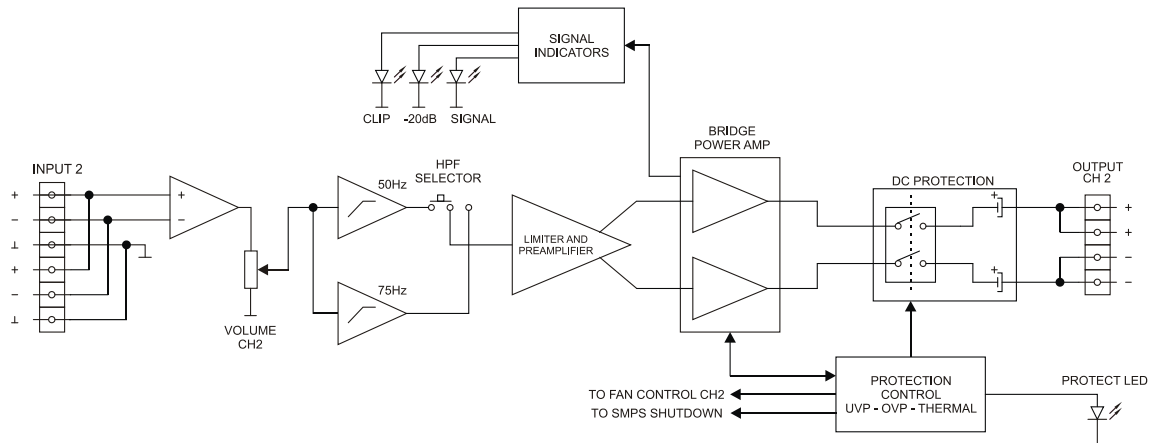 SIGNAL
INDICATORS
CLIP
-20dB
SIGNAL
BRIDGE
POWER AMP
INPUT 2
+
−
⊥
+
−
⊥
+
−
VOLUME
CH2
50Hz
75Hz
HPF
SELECTOR
LIMITER AND
PREAMPLIFIER
DC PROTECTION
+
+
OUTPUT
CH 2
+
+
−
−
PROTECTION
CONTROL
UVP - OVP - THERMAL
TO FAN CONTROL CH2
TO SMPS SHUTDOWN
PROTECT LED